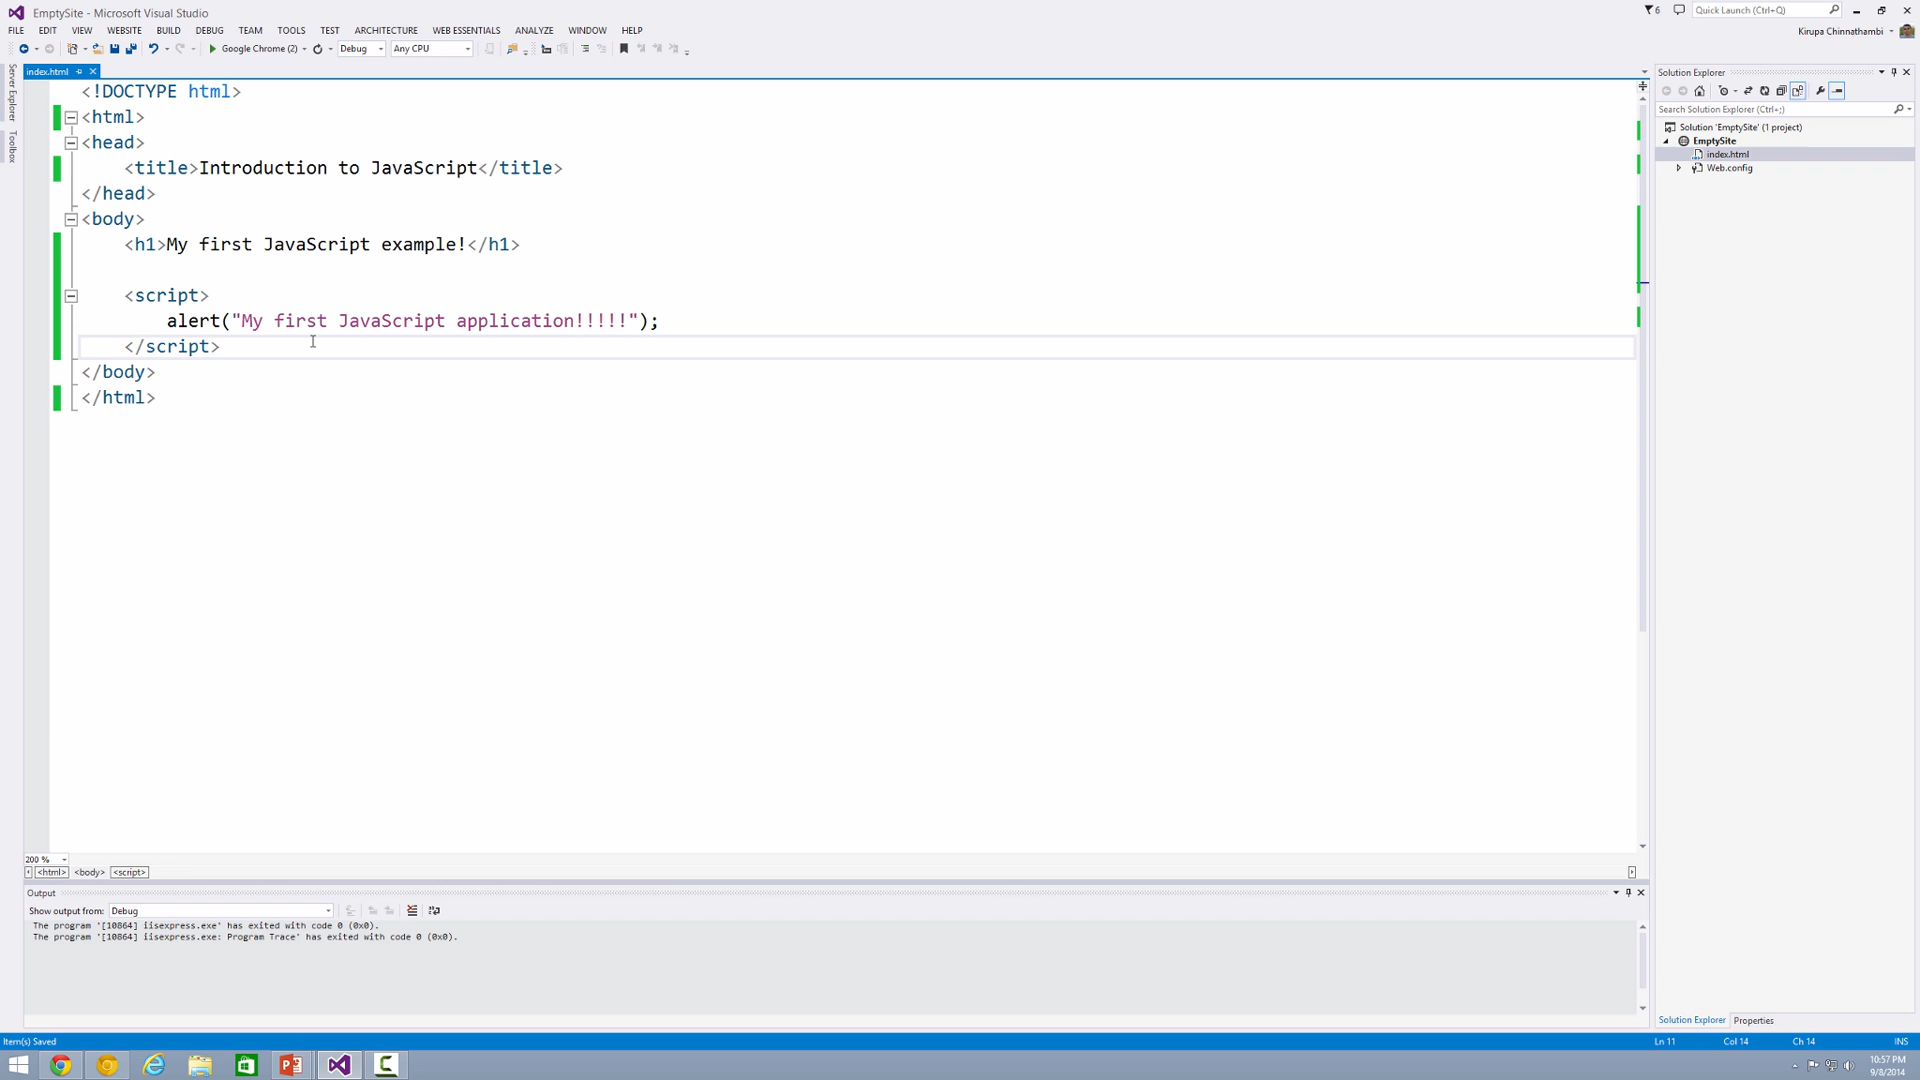 EmptySite - Microsoft Visual Studio
6
Quick Launch (Ctrl+Q)
FILE EDIT VIEW WEBSITE BUILD DEBUG TEAM TOOLS TEST ARCHITECTURE WEB ESSENTIALS ANALYZE WINDOW HELP
Kirupa Chinnathambi
Google Chrome (2) Debug Any CPU
Server Explorer
Toolbox
index.html
<!DOCTYPE html>
<html>
<head>
<title>Introduction to JavaScript</title>
</head>
<body>
<h1>My first JavaScript example!</h1>
<script>
alert("My first JavaScript application!!!!!");
</script>
</body>
</html>
200 %
<html> <body> <script>
Output
Show output from: Debug
The program '[10864] iisexpress.exe' has exited with code 0 (0x0).
The program '[10864] iisexpress.exe: Program Trace' has exited with code 0 (0x0).
Solution Explorer
Search Solution Explorer (Ctrl+;)
Solution 'EmptySite' (1 project)
EmptySite
index.html
Web.config
Solution Explorer Properties
Item(s) Saved
Ln 11 Col 14 Ch 14 INS
10:57 PM
9/8/2014